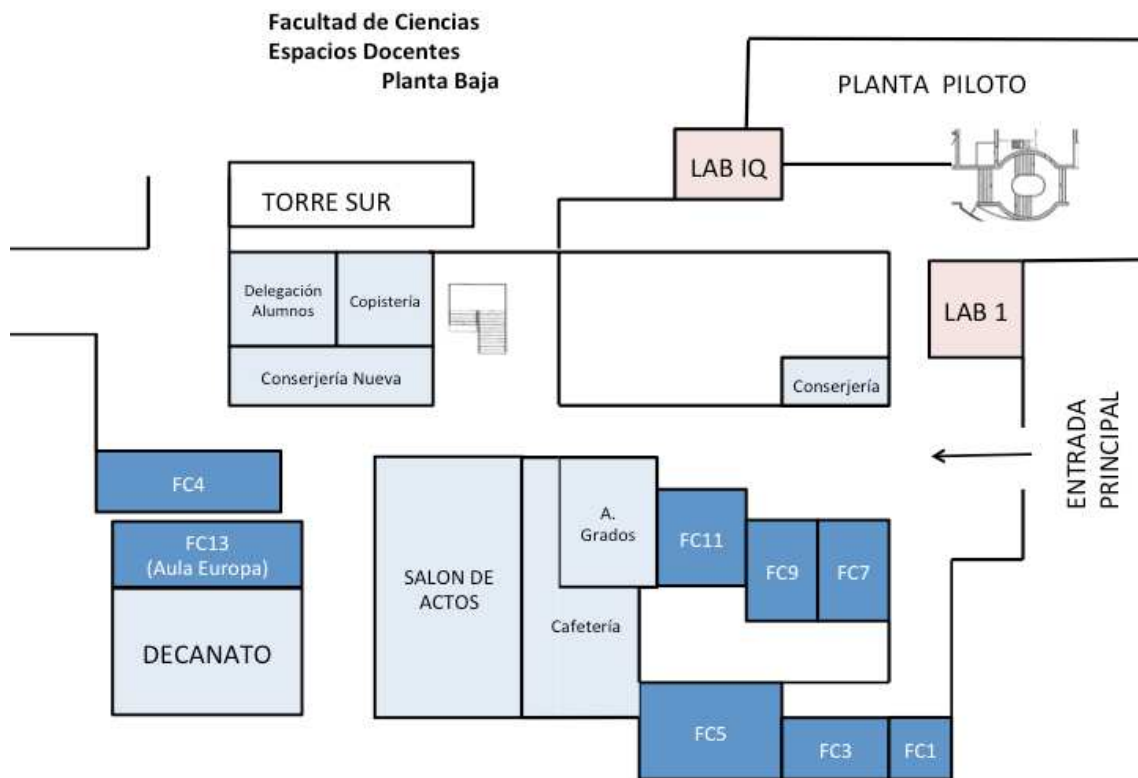 Facultad de Ciencias
Espacios Docentes
Planta Baja
PLANTA PILOTO
LAB IQ
TORRE SUR
Delegación
Alumnos
Copistería
LAB 1
Conserjería Nueva
Conserjería
ENTRADA
PRINCIPAL
FC4
A.
Grados
FC11
FC13
(Aula Europa)
FC9
FC7
SALON DE
ACTOS
Cafetería
DECANATO
FC5
FC3
FC1